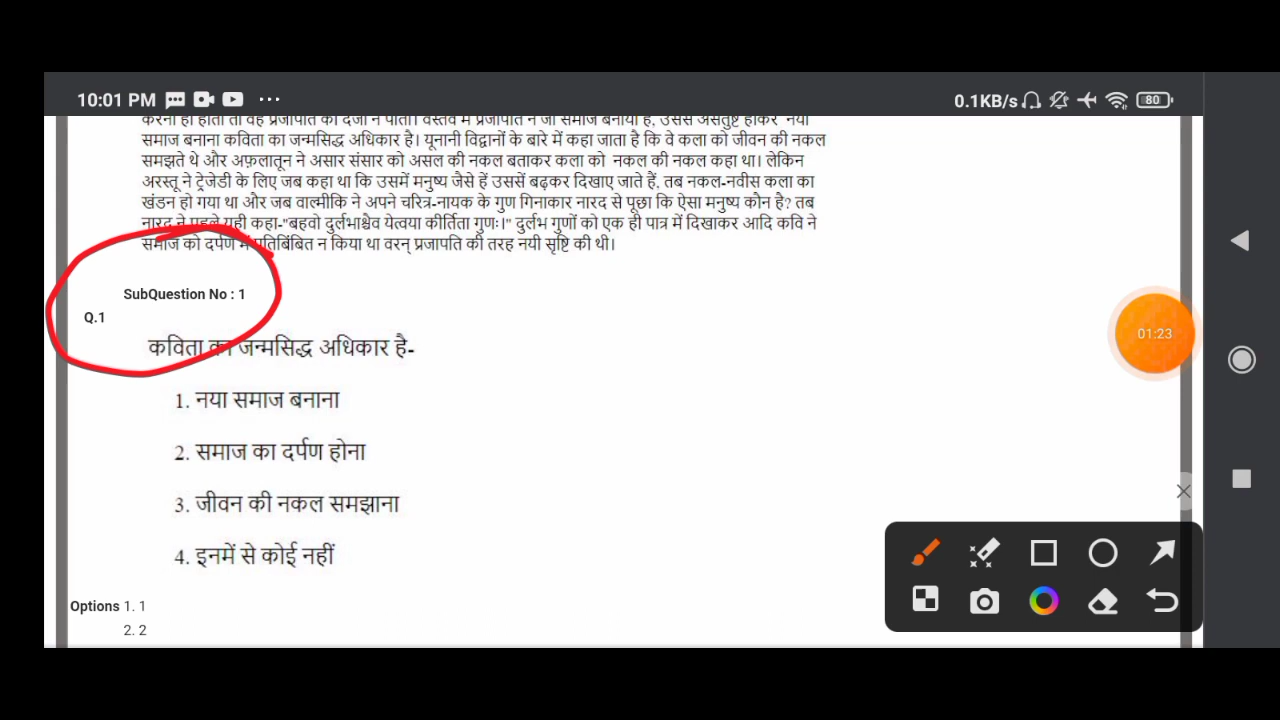 10:01 PM ...
0.1KB/s 80
करना ही होता तो वह प्रजापति का दर्जा न पाता। वस्तव में प्रजापति ने जो समाज बनाया है, उससे असंतुष्ट होकर नया
समाज बनाना कविता का जन्मसिद्ध अधिकार है। यूनानी विद्वानों के बारे में कहा जाता है कि वे कला को जीवन की नकल
समझते थे और अफ़लातून ने असार संसार को असल की नकल बताकर कला को नकल की नकल कहा था। लेकिन
अरस्तू ने ट्रेजेडी के लिए जब कहा था कि उसमें मनुष्य जैसे हें उससें बढ़कर दिखाए जाते हैं, तब नकल-नवीस कला का
खंडन हो गया था और जब वाल्मीकि ने अपने चरित्र-नायक के गुण गिनाकार नारद से पूछा कि ऐसा मनुष्य कौन है? तब
नारद ने पहले यही कहा-"बहवो दुर्लभाश्चैव येत्वया कीर्तिता गुणः।" दुर्लभ गुणों को एक ही पात्र में दिखाकर आदि कवि ने
समाज को दर्पण में प्रतिबिंबित न किया था वरन् प्रजापति की तरह नयी सृष्टि की थी।
SubQuestion No : 1
Q.1
कविता का जन्मसिद्ध अधिकार है-
1. नया समाज बनाना
2. समाज का दर्पण होना
3. जीवन की नकल समझाना
4. इनमें से कोई नहीं
Options 1. 1
2. 2
01:23